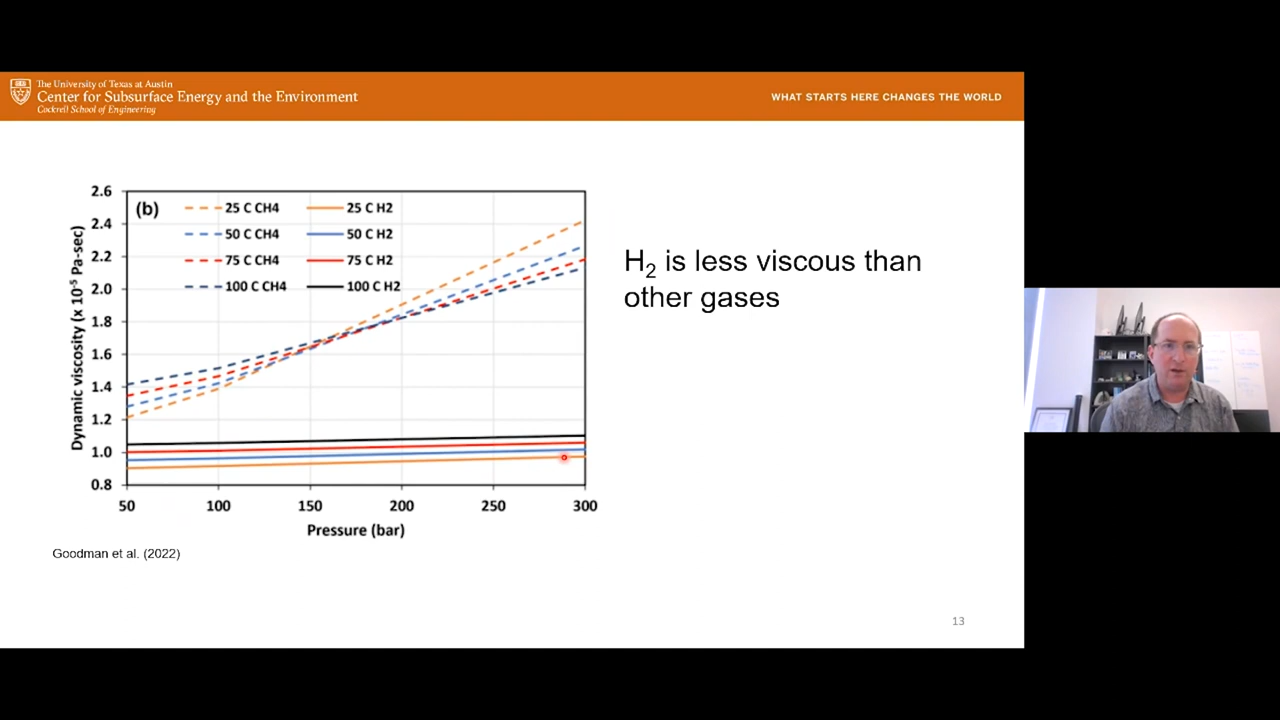 The University of Texas at Austin
Center for Subsurface Energy and the Environment
Cockrell School of Engineering
WHAT STARTS HERE CHANGES THE WORLD
(b)
25 C CH4
25 C H2
50 C CH4
50 C H2
75 C CH4
75 C H2
100 C CH4
100 C H2
Dynamic viscosity (x 10⁻⁵ Pa-sec)
2.6
2.4
2.2
2.0
1.8
1.6
1.4
1.2
1.0
0.8
50 100 150 200 250 300
Pressure (bar)
Goodman et al. (2022)
H₂ is less viscous than
other gases
13